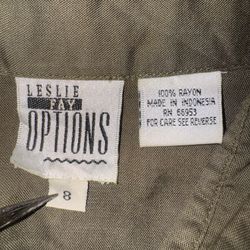 LESLIE
FAY
OPTIONS
8
100% RAYON
MADE IN INDONESIA
RN 66953
FOR CARE SEE REVERSE